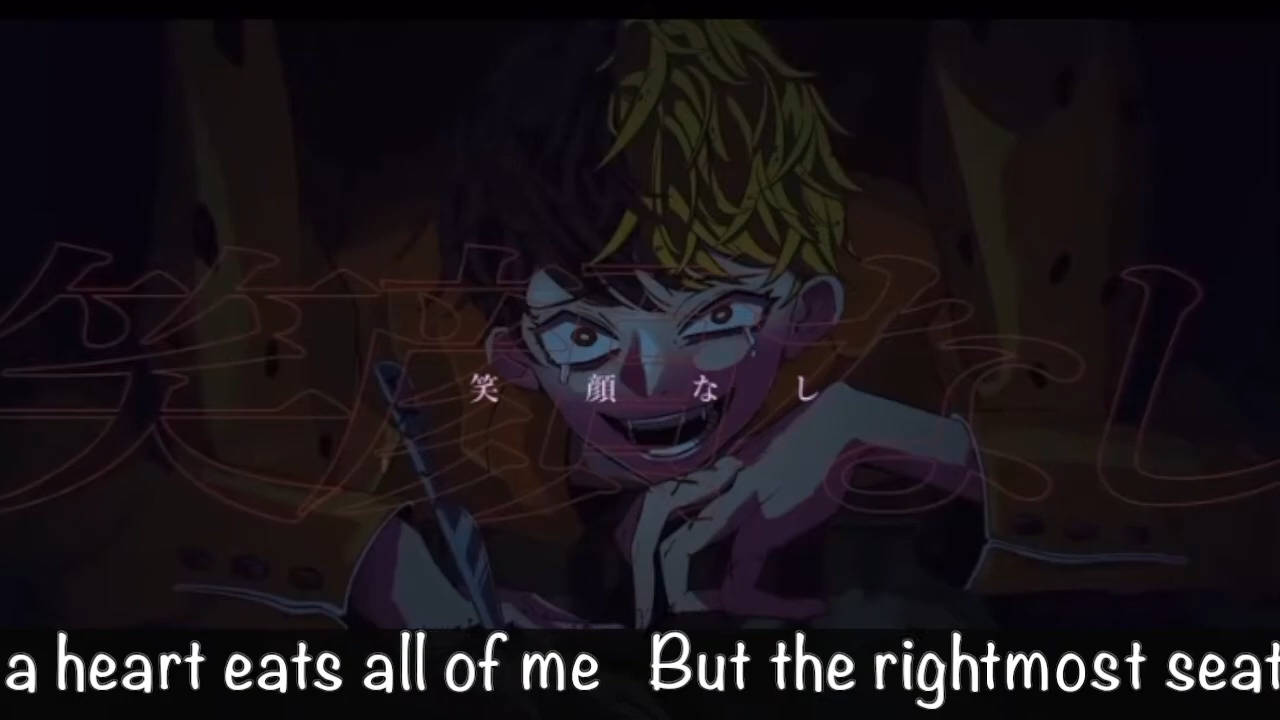 笑顔なし
笑 顔 な し
a heart eats all of me   But the rightmost seat